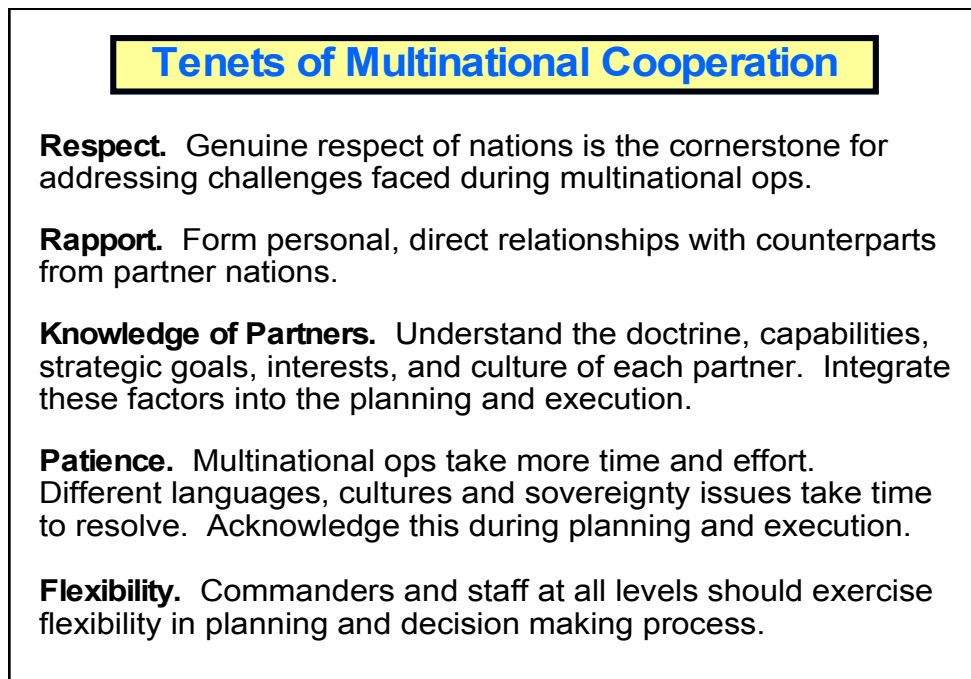 Tenets of Multinational Cooperation
Respect. Genuine respect of nations is the cornerstone for
addressing challenges faced during multinational ops.
Rapport. Form personal, direct relationships with counterparts
from partner nations.
Knowledge of Partners. Understand the doctrine, capabilities,
strategic goals, interests, and culture of each partner. Integrate
these factors into the planning and execution.
Patience. Multinational ops take more time and effort.
Different languages, cultures and sovereignty issues take time
to resolve. Acknowledge this during planning and execution.
Flexibility. Commanders and staff at all levels should exercise
flexibility in planning and decision making process.